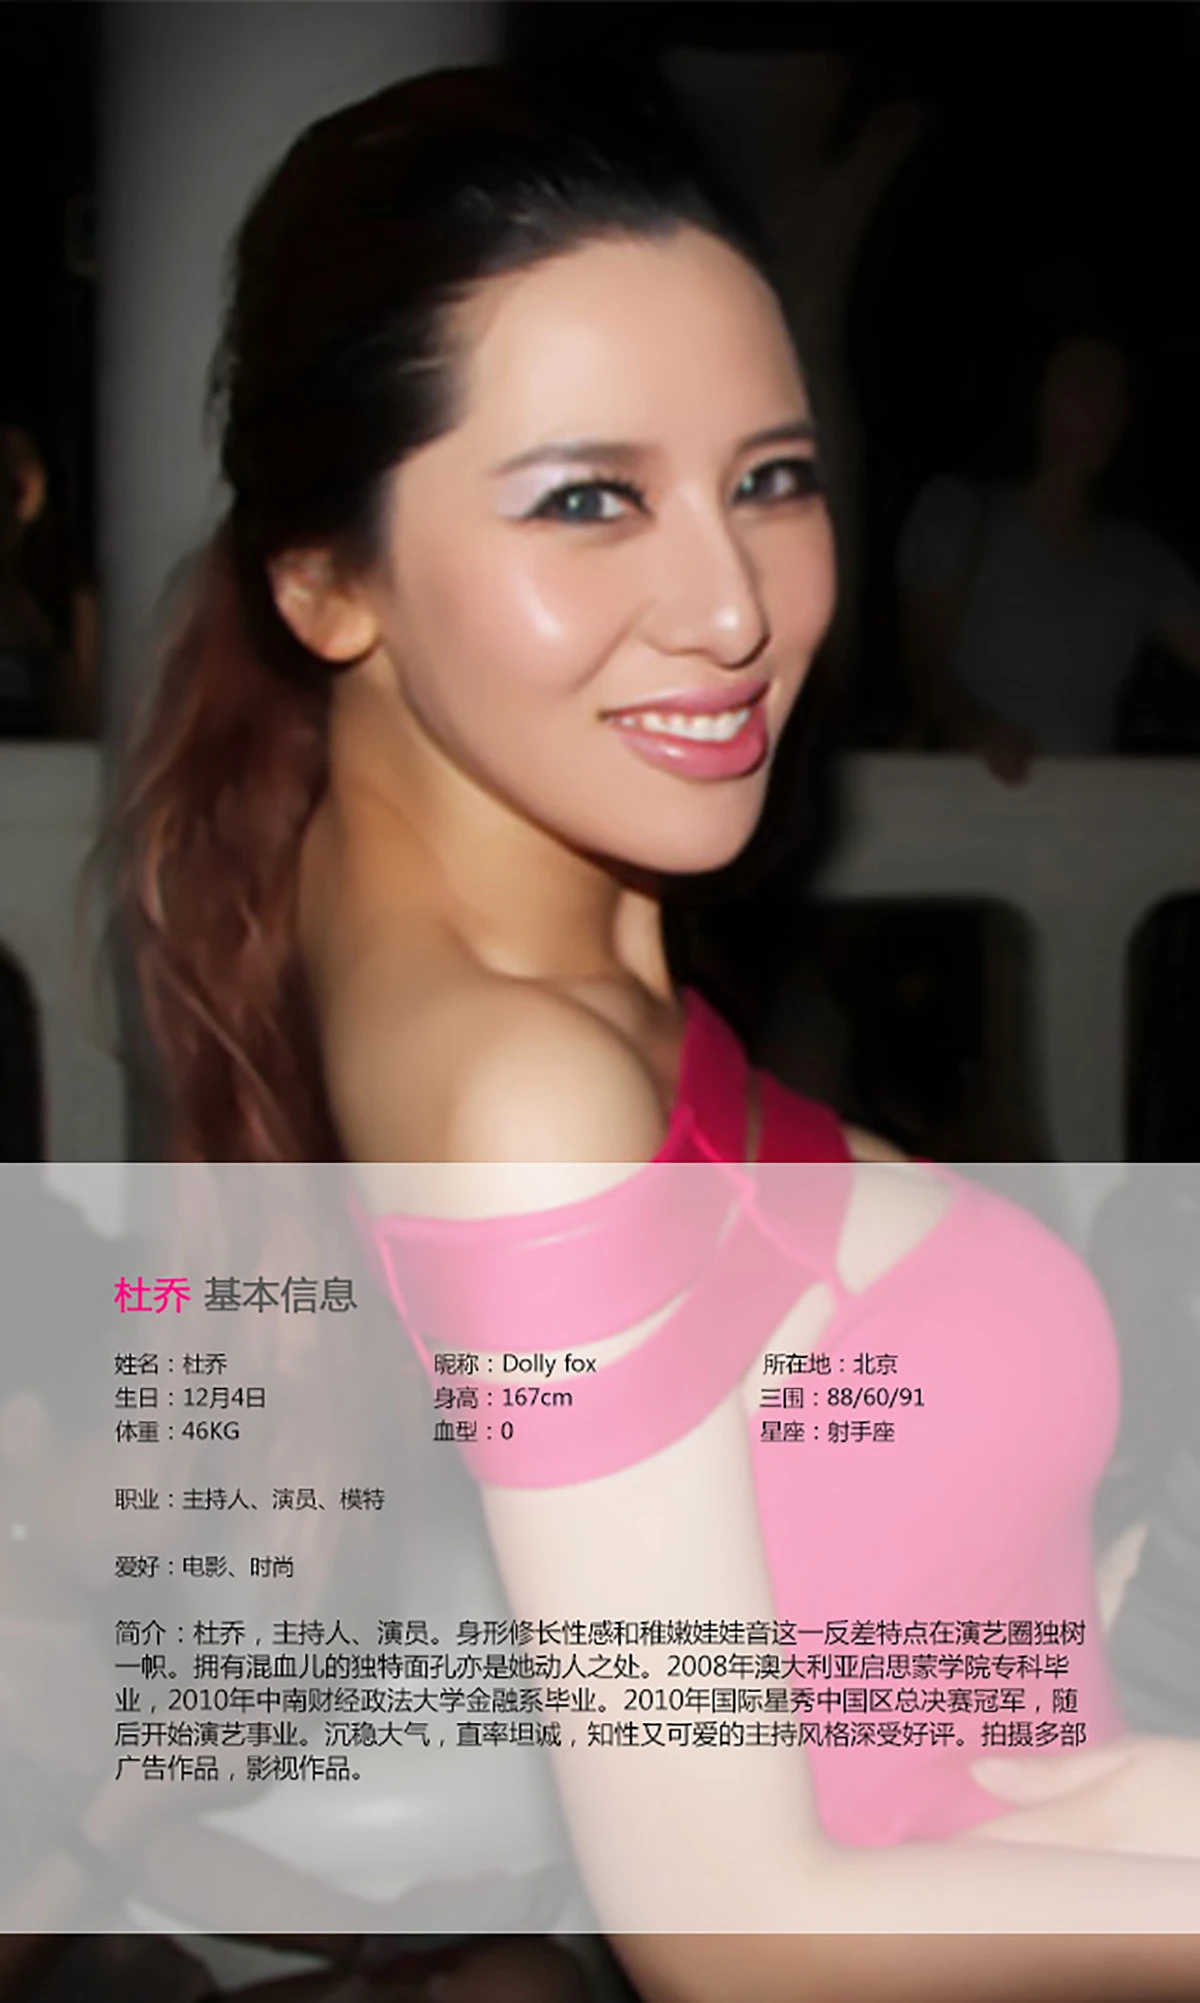 杜乔 基本信息
姓名：杜乔 昵称：Dolly fox 所在地：北京
生日：12月4日 身高：167cm 三围：88/60/91
体重：46KG 血型：O 星座：射手座
职业：主持人、演员、模特
爱好：电影、时尚
简介：杜乔，主持人、演员。身形修长性感和稚嫩娃娃音这一反差特点在演艺圈独树
一帜。拥有混血儿的独特面孔亦是她动人之处。2008年澳大利亚启思蒙学院专科毕
业，2010年中南财经政法大学金融系毕业。2010年国际星秀中国区总决赛冠军，随
后开始演艺事业。沉稳大气，直率坦诚，知性又可爱的主持风格深受好评。拍摄多部
广告作品，影视作品。